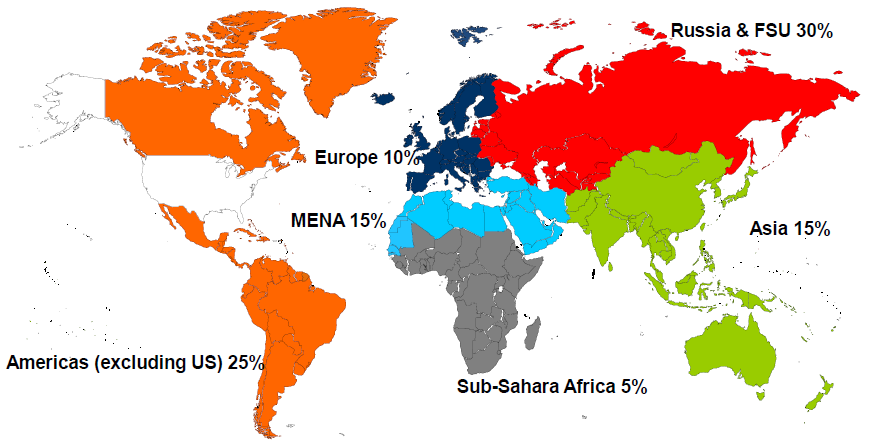 Russia & FSU 30%
Europe 10%
MENA 15%
Asia 15%
Americas (excluding US) 25%
Sub-Sahara Africa 5%